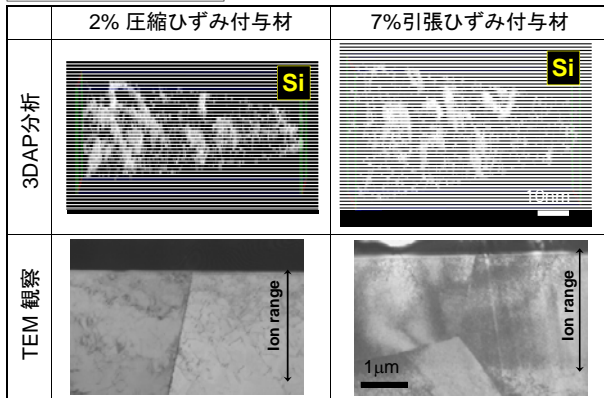 2% 圧縮ひずみ付与材
7%引張ひずみ付与材
3DAP分析
Si
Si
10nm
TEM 観察
Ion range
Ion range
1μm